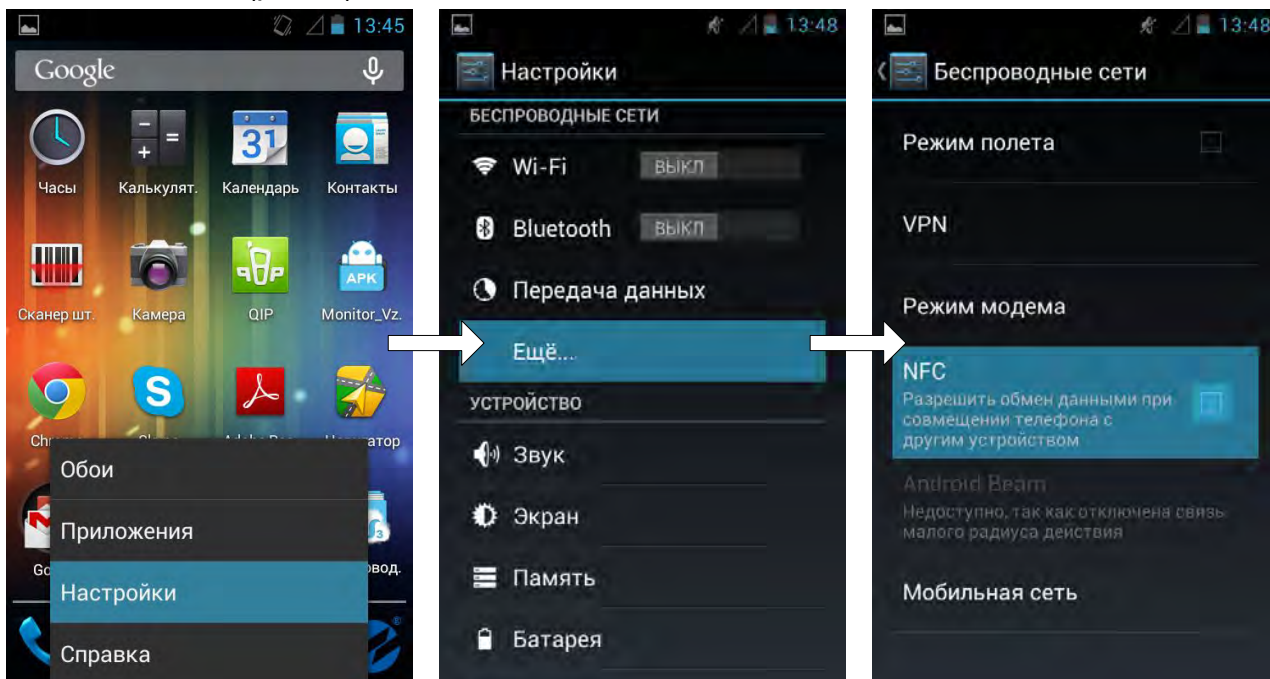 13:45
Google
31
Часы
Калькулят.
Календарь
Контакты
APK
Сканер шт.
Камера
QIP
Monitor_Vz.
S
атор
Обои
Приложения
Настройки
Справка
Go
вод.
13:48
Настройки
БЕСПРОВОДНЫЕ СЕТИ
Wi-Fi
ВЫКЛ
Bluetooth
ВЫКЛ
Передача данных
Ещё...
УСТРОЙСТВО
Звук
Экран
Память
Батарея
13:48
Беспроводные сети
Режим полета
VPN
Режим модема
NFC
Разрешить обмен данными при
совмещении телефона с
другим устройством
Android Beam
Недоступно, так как отключена связь
малого радиуса действия
Мобильная сеть